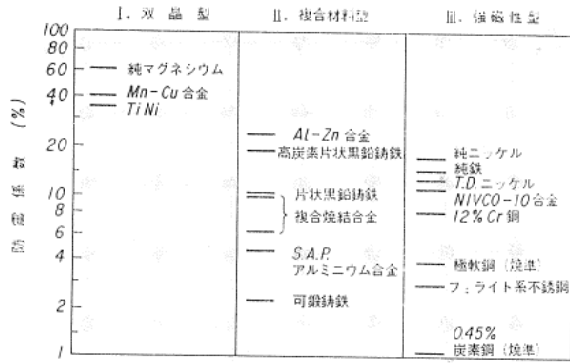 I. 双晶型
II. 複合材料型
III. 強磁性型
防振係数 (%)
100
80
60
40
20
10
8
6
4
2
1
純マグネシウム
Mn-Cu 合金
TiNi
Al-Zn 合金
高炭素片状黒鉛鋳鉄
片状黒鉛鋳鉄
複合焼結合金
S.A.P.
アルミニウム合金
可鍛鋳鉄
純ニッケル
純鉄
T.D.ニッケル
NIVCO-10 合金
12%Cr 鋼
極軟鋼 (焼準)
フェライト系不銹鋼
0.45%
炭素鋼 (焼準)